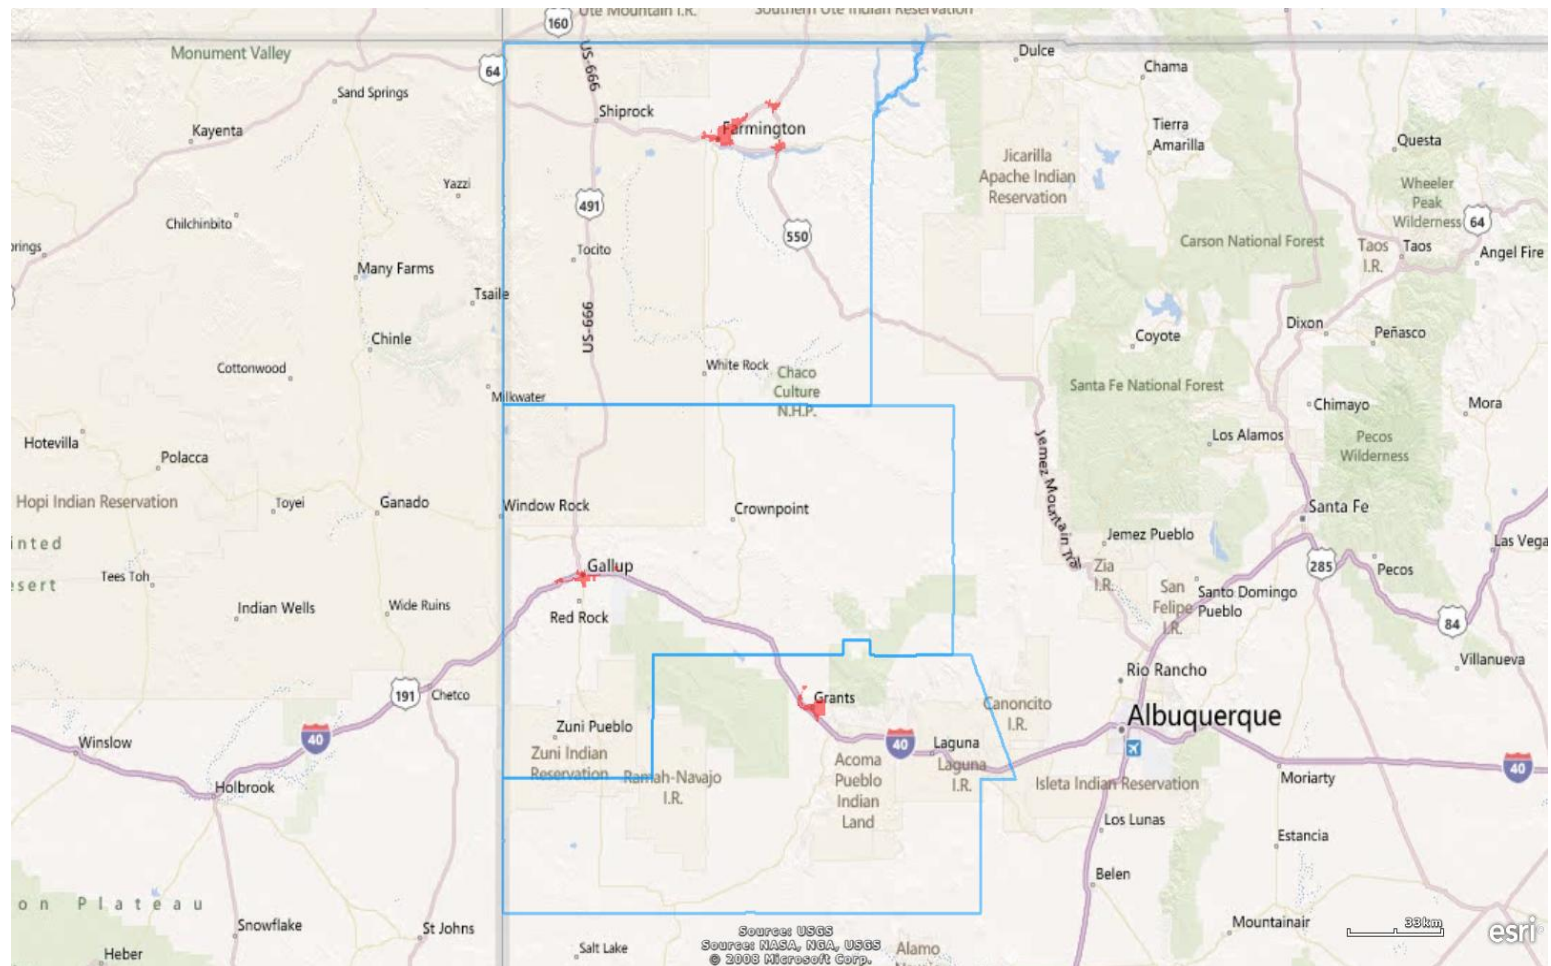 Ute Mountain I.R.
Southern Ute Indian Reservation
160
Monument Valley
64
US-666
Dulce
Chama
Sand Springs
Shiprock
Farmington
Kayenta
Tierra
Amarilla
Questa
Jicarilla
Apache Indian
Reservation
Wheeler
Peak
Wilderness
64
Yazzi
491
Chilchinbito
550
Carson National Forest
Taos
I.R.
Taos
Angel Fire
prings
Tocito
Many Farms
Tsaile
US-666
Chinle
Dixon
Peñasco
Coyote
Cottonwood
White Rock
Chaco
Culture
N.H.P.
Santa Fe National Forest
Milkwater
Chimayo
Mora
Hotevilla
Polacca
Los Alamos
Pecos
Wilderness
Jemez Mountain Trl
Hopi Indian Reservation
Toyei
Ganado
Window Rock
Crownpoint
Santa Fe
inted
esert
Jemez Pueblo
Las Vega
Tees Toh
Gallup
Zia
I.R.
285
Pecos
Indian Wells
Wide Ruins
Red Rock
San
Felipe
I.R.
Santo Domingo
Pueblo
84
Villanueva
Rio Rancho
191
Chetco
Grants
Canoncito
I.R.
Albuquerque
Zuni Pueblo
Winslow
40
40
Laguna
Zuni Indian
Reservation
Ramah-Navajo
I.R.
Acoma
Pueblo
Indian
Land
Laguna
I.R.
Isleta Indian Reservation
Moriarty
40
Holbrook
Los Lunas
Estancia
Belen
on Plateau
Snowflake
St Johns
Mountainair
Heber
Salt Lake
Alamo
Source: USGS
Source: NASA, NGA, USGS
© 2008 Microsoft Corp.
33km
esri